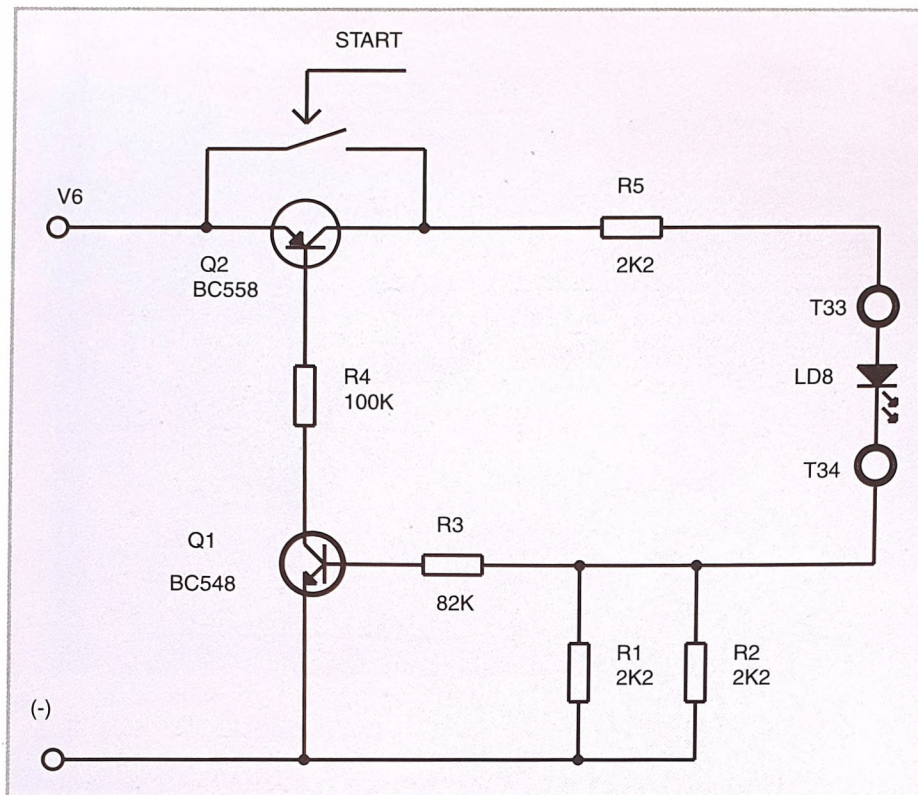 START
V6
R5
2K2
Q2
BC558
T33
R4
100K
LD8
T34
R3
Q1
BC548
82K
R1
2K2
R2
2K2
(-)